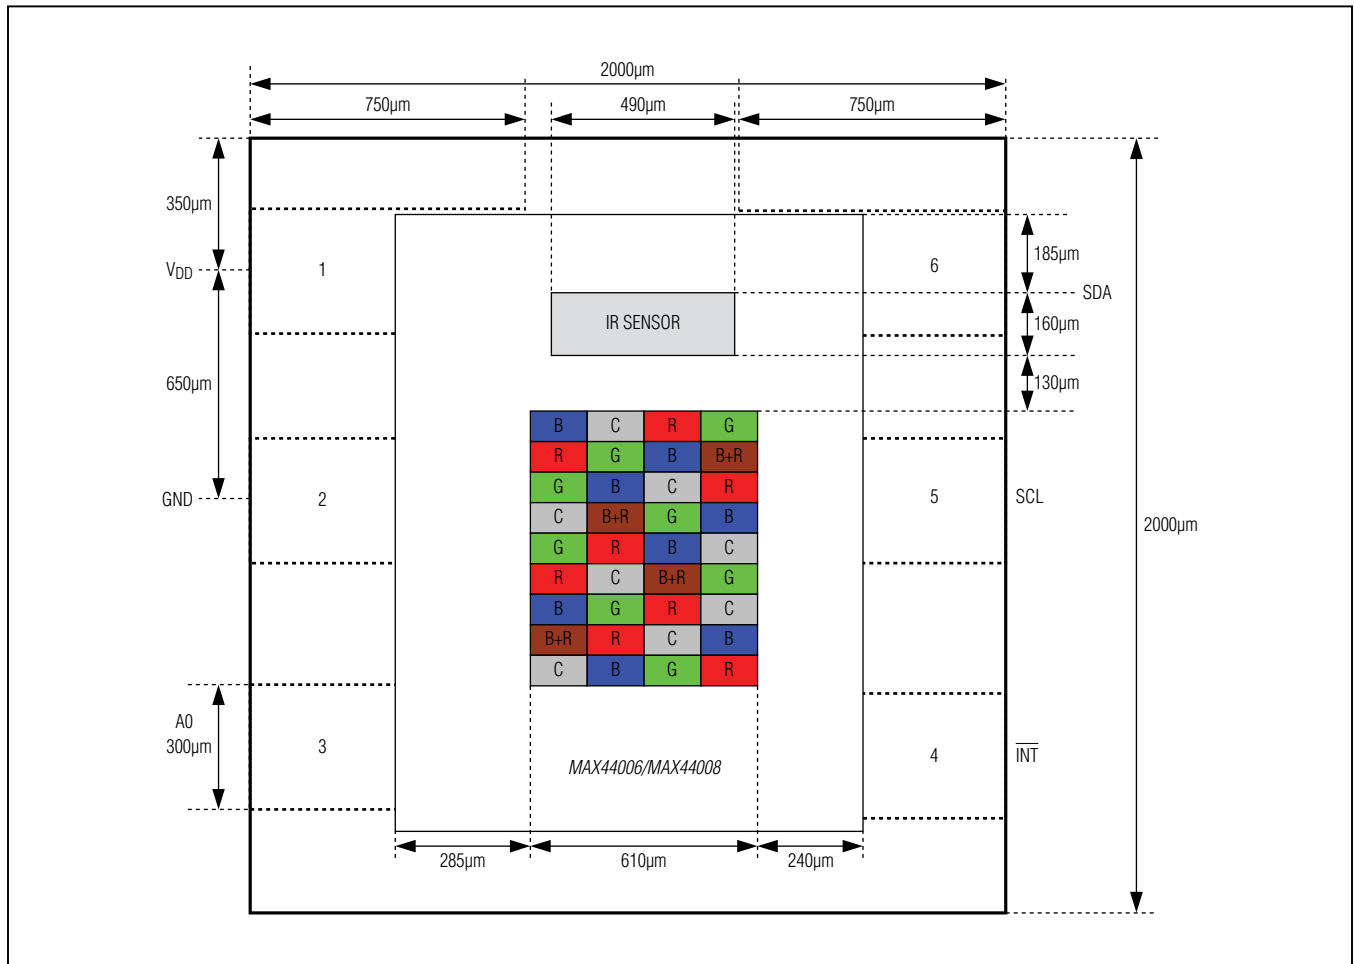 2000µm
750µm 490µm 750µm
350µm
185µm
VDD 1 6
SDA
IR SENSOR 160µm
650µm 130µm
B C R G
R G B B+R
G B C R
GND 2 5 SCL
C B+R G B
2000µm
G R B C
R C B+R G
B G R C
B+R R C B
C B G R
A0
300µm 3 4 INT
MAX44006/MAX44008
285µm 610µm 240µm